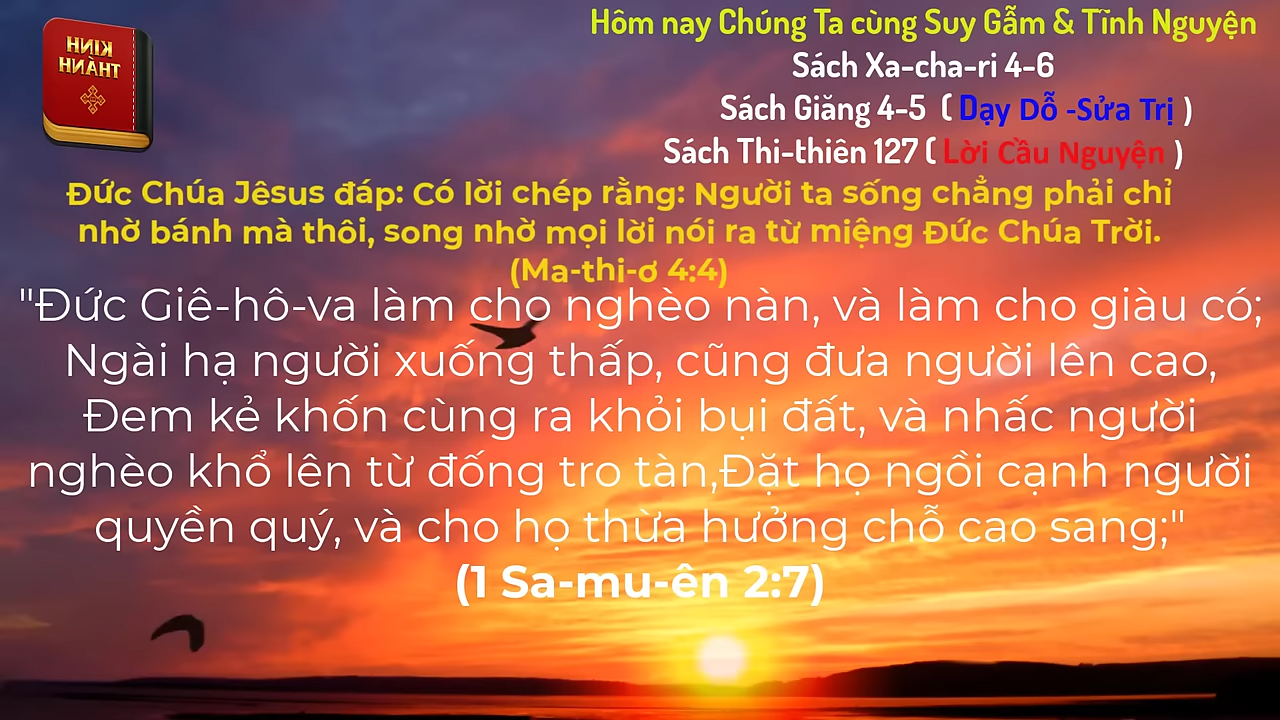 KINH
THÁNH
Hôm nay Chúng Ta cùng Suy Gẫm & Tĩnh Nguyện
Sách Xa-cha-ri 4-6
Sách Giăng 4-5 ( Dạy Dỗ -Sửa Trị )
Sách Thi-thiên 127 ( Lời Cầu Nguyện )
Đức Chúa Jêsus đáp: Có lời chép rằng: Người ta sống chẳng phải chỉ
nhờ bánh mà thôi, song nhờ mọi lời nói ra từ miệng Đức Chúa Trời.
(Ma-thi-ơ 4:4)
"Đức Giê-hô-va làm cho nghèo nàn, và làm cho giàu có;
Ngài hạ người xuống thấp, cũng đưa người lên cao,
Đem kẻ khốn cùng ra khỏi bụi đất, và nhấc người
nghèo khổ lên từ đống tro tàn,Đặt họ ngồi cạnh người
quyền quý, và cho họ thừa hưởng chỗ cao sang;"
(1 Sa-mu-ên 2:7)